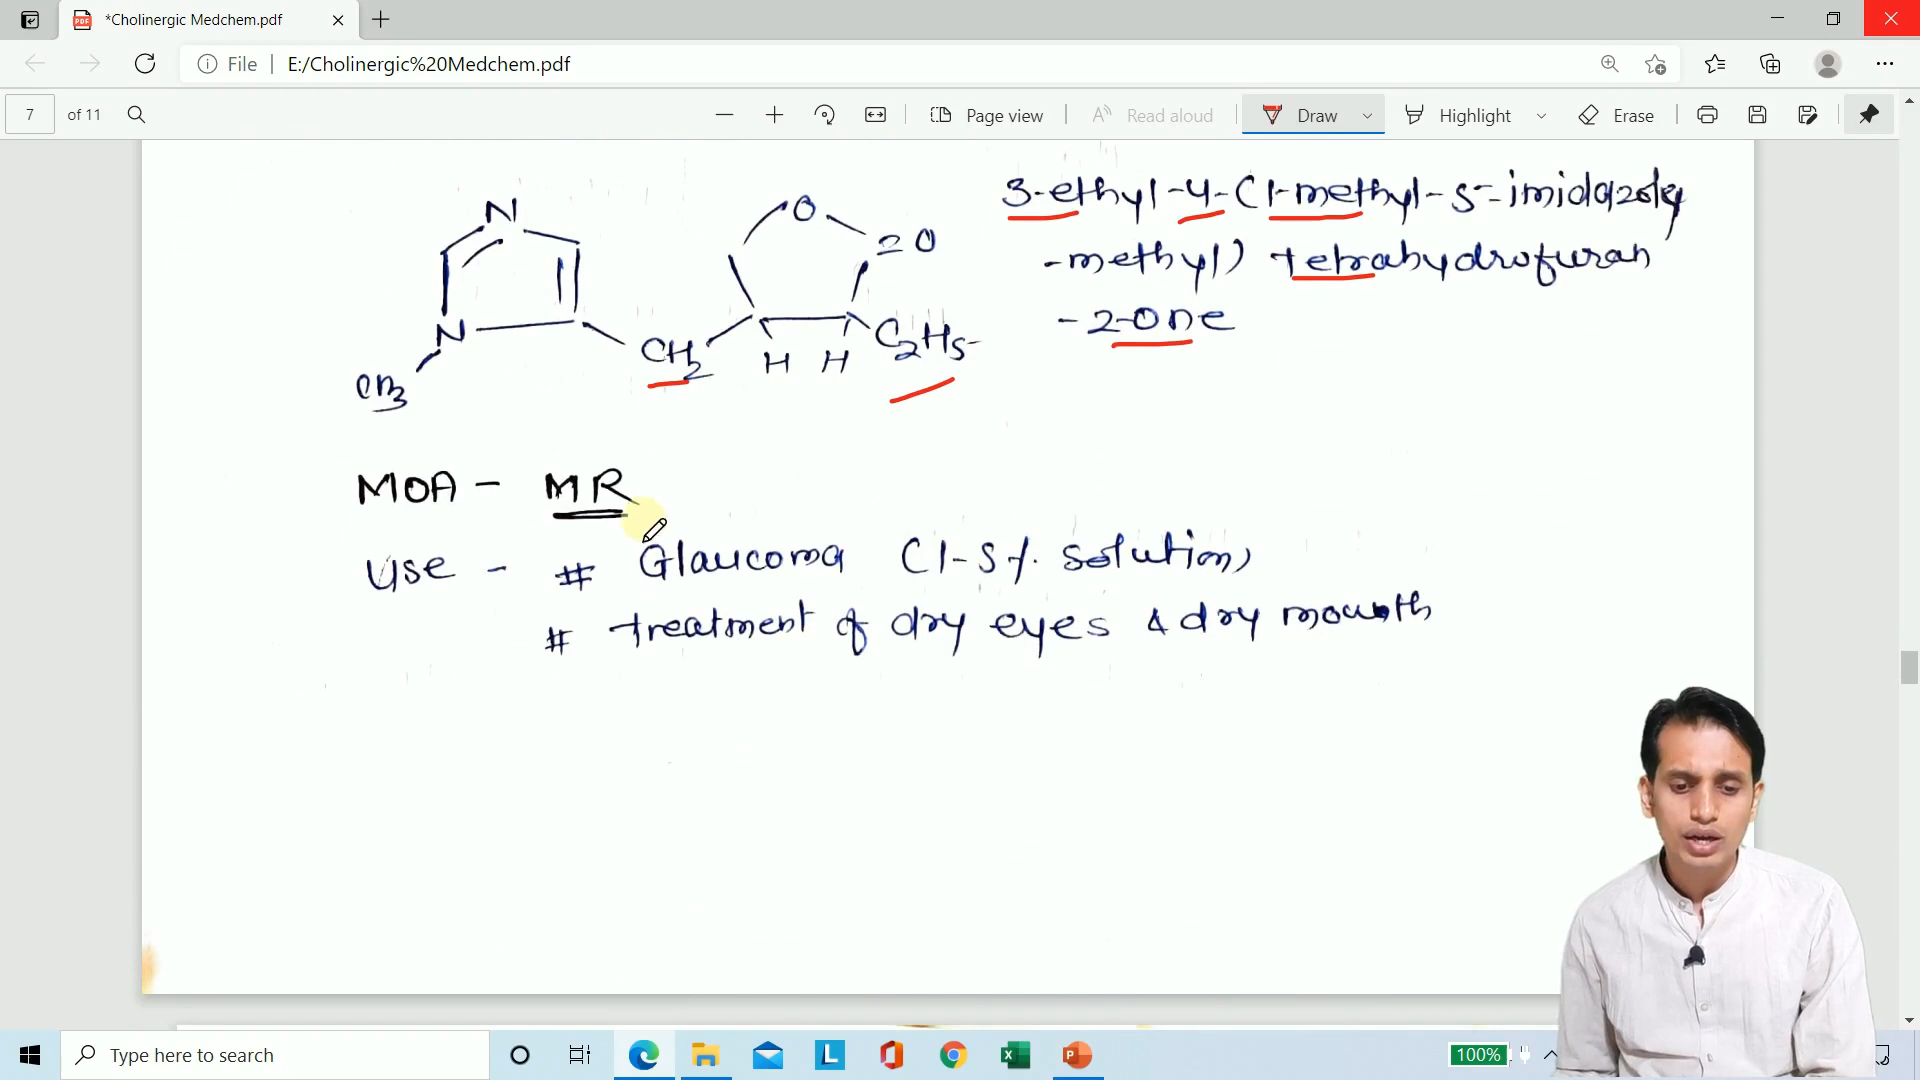 *Cholinergic Medchem.pdf
File E:/Cholinergic%20Medchem.pdf
7 of 11 Page view Read aloud Draw Highlight Erase
3-ethyl-4-(1-methyl-5-imidazoly
-methyl) tetrahydrofuran
-2-One
N O =O
N CH3 CH2 H H C2H5-
MOA - MR
Use - # Glaucoma (1-5%. solution)
# treatment of dry eyes & dry mouth
Type here to search
100%